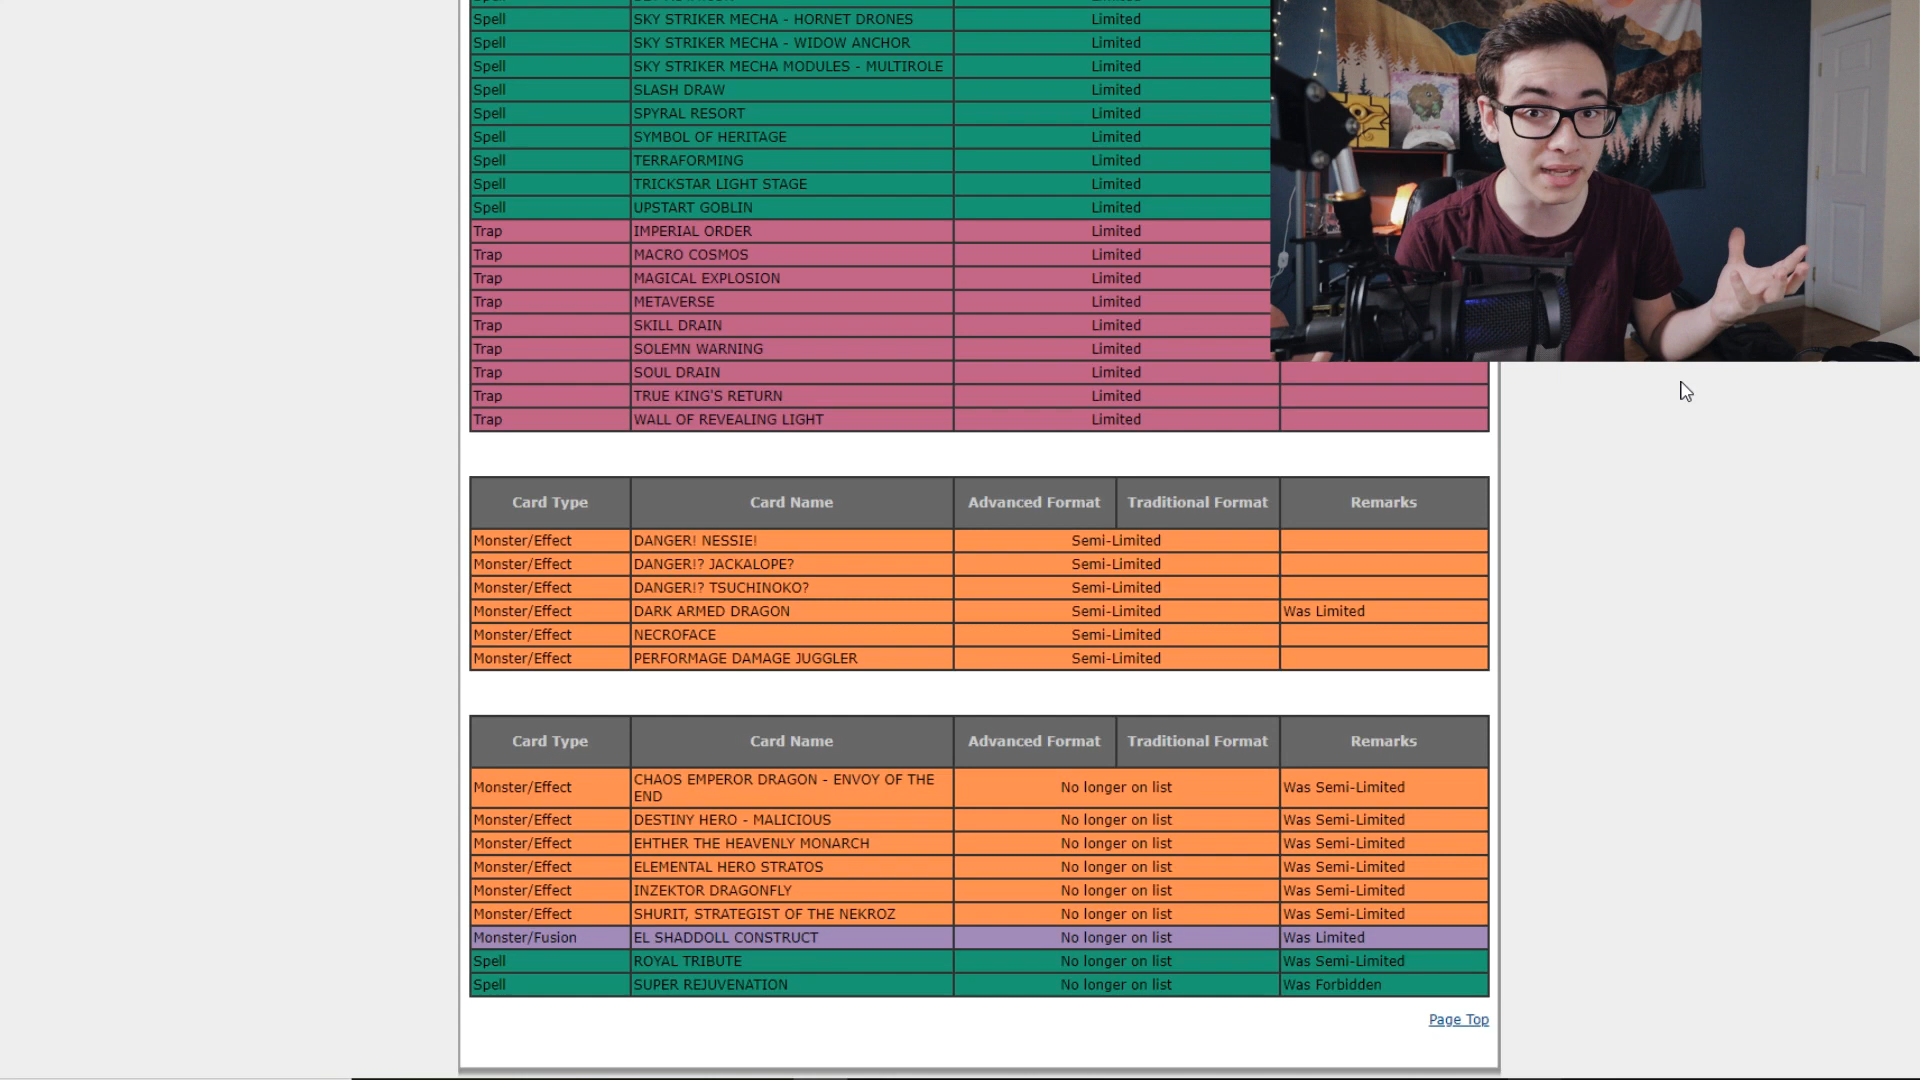 Spell SKY STRIKER MECHA - HORNET DRONES Limited
Spell SKY STRIKER MECHA - WIDOW ANCHOR Limited
Spell SKY STRIKER MECHA MODULES - MULTIROLE Limited
Spell SLASH DRAW Limited
Spell SPYRAL RESORT Limited
Spell SYMBOL OF HERITAGE Limited
Spell TERRAFORMING Limited
Spell TRICKSTAR LIGHT STAGE Limited
Spell UPSTART GOBLIN Limited
Trap IMPERIAL ORDER Limited
Trap MACRO COSMOS Limited
Trap MAGICAL EXPLOSION Limited
Trap METAVERSE Limited
Trap SKILL DRAIN Limited
Trap SOLEMN WARNING Limited
Trap SOUL DRAIN Limited
Trap TRUE KING'S RETURN Limited
Trap WALL OF REVEALING LIGHT Limited
Card Type Card Name Advanced Format Traditional Format Remarks
Monster/Effect DANGER! NESSIE! Semi-Limited
Monster/Effect DANGER!? JACKALOPE? Semi-Limited
Monster/Effect DANGER!? TSUCHINOKO? Semi-Limited
Monster/Effect DARK ARMED DRAGON Semi-Limited Was Limited
Monster/Effect NECROFACE Semi-Limited
Monster/Effect PERFORMAGE DAMAGE JUGGLER Semi-Limited
Card Type Card Name Advanced Format Traditional Format Remarks
Monster/Effect CHAOS EMPEROR DRAGON - ENVOY OF THE
END No longer on list Was Semi-Limited
Monster/Effect DESTINY HERO - MALICIOUS No longer on list Was Semi-Limited
Monster/Effect EHTHER THE HEAVENLY MONARCH No longer on list Was Semi-Limited
Monster/Effect ELEMENTAL HERO STRATOS No longer on list Was Semi-Limited
Monster/Effect INZEKTOR DRAGONFLY No longer on list Was Semi-Limited
Monster/Effect SHURIT, STRATEGIST OF THE NEKROZ No longer on list Was Semi-Limited
Monster/Fusion EL SHADDOLL CONSTRUCT No longer on list Was Limited
Spell ROYAL TRIBUTE No longer on list Was Semi-Limited
Spell SUPER REJUVENATION No longer on list Was Forbidden
Page Top